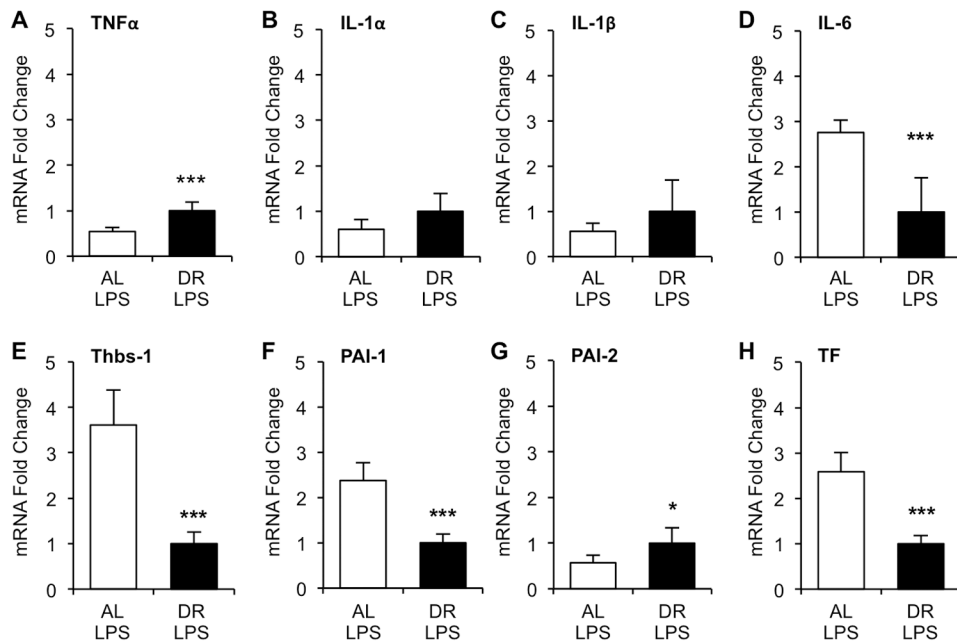 A TNFα
mRNA Fold Change
5
4
3
2
1
0
***
AL DR
LPS LPS
B IL-1α
mRNA Fold Change
5
4
3
2
1
0
AL DR
LPS LPS
C IL-1β
mRNA Fold Change
5
4
3
2
1
0
AL DR
LPS LPS
D IL-6
mRNA Fold Change
5
4
3
2
1
0
***
AL DR
LPS LPS
E Thbs-1
mRNA Fold Change
5
4
3
2
1
0
***
AL DR
LPS LPS
F PAI-1
mRNA Fold Change
5
4
3
2
1
0
***
AL DR
LPS LPS
G PAI-2
mRNA Fold Change
5
4
3
2
1
0
*
AL DR
LPS LPS
H TF
mRNA Fold Change
5
4
3
2
1
0
***
AL DR
LPS LPS